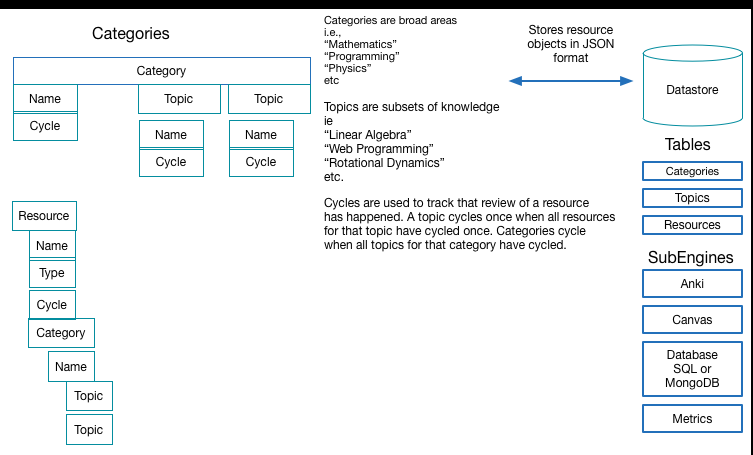 Categories
Category
Name
Cycle
Topic
Topic
Name
Cycle
Name
Cycle
Resource
Name
Type
Cycle
Category
Name
Topic
Topic
Categories are broad areas
i.e.,
“Mathematics”
“Programming”
“Physics”
etc
Topics are subsets of knowledge
ie
“Linear Algebra”
“Web Programming”
“Rotational Dynamics”
etc.
Cycles are used to track that review of a resource
has happened. A topic cycles once when all resources
for that topic have cycled once. Categories cycle
when all topics for that category have cycled.
Stores resource
objects in JSON
format
Datastore
Tables
Categories
Topics
Resources
SubEngines
Anki
Canvas
Database
SQL or
MongoDB
Metrics